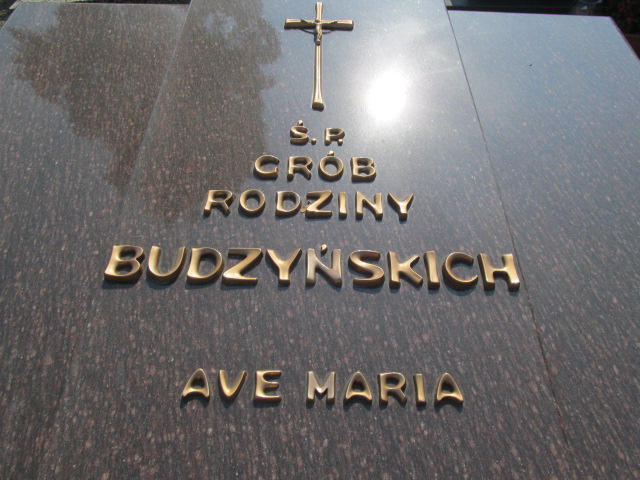 Ś.P.
GRÓB
RODZINY
BUDZYŃSKICH
AVE MARIA